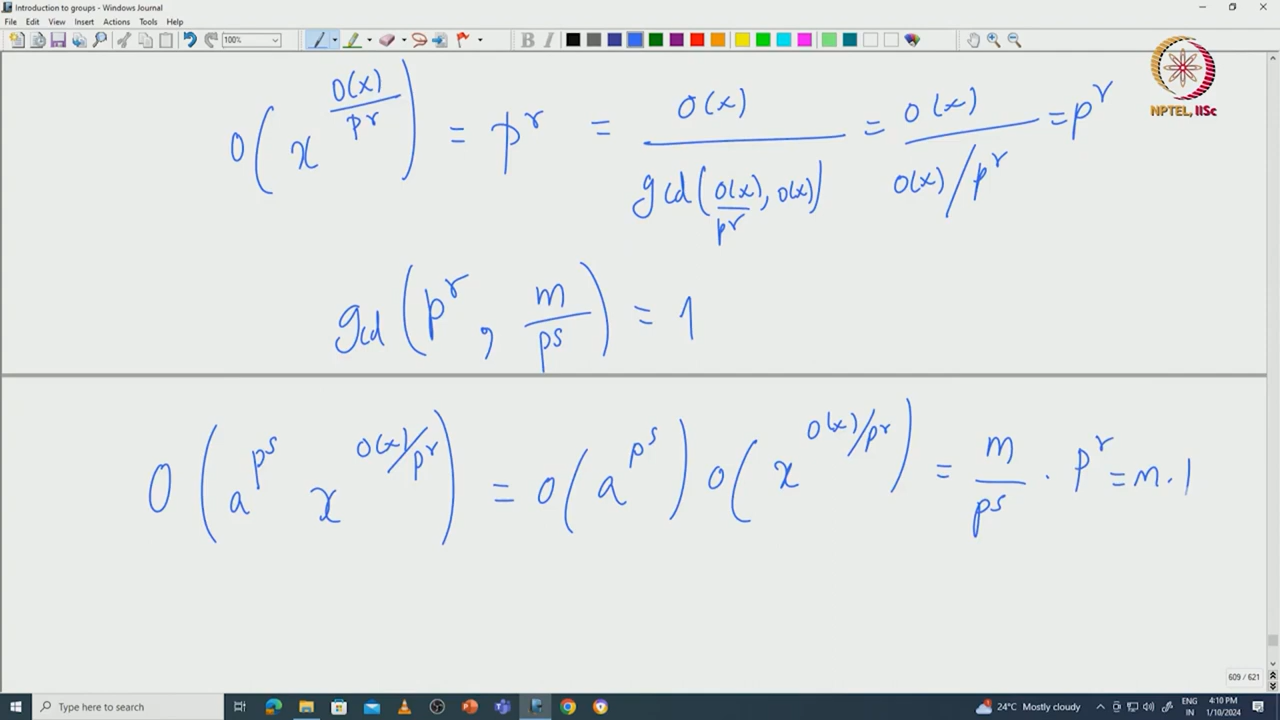 Introduction to groups - Windows Journal
File Edit View Insert Actions Tools Help
100%
B I
NPTEL, IISc
O(x^{O(x)/p^r}) = p^r = O(x) / gcd(O(x)/p^r, O(x)) = O(x) / (O(x)/p^r) = p^r
gcd(p^r, m/p^s) = 1
O(a^{p^s} x^{O(x)/p^r}) = O(a^{p^s}) O(x^{O(x)/p^r}) = m/p^s · p^r = m · 1
609 / 621
Type here to search
24°C Mostly cloudy
ENG
IN
4:10 PM
1/10/2024